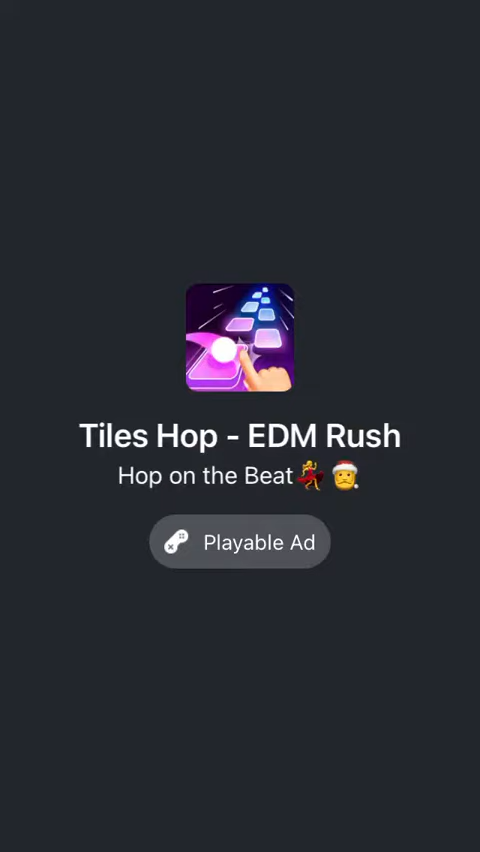 Tiles Hop - EDM Rush
Hop on the Beat💃🎅
Playable Ad